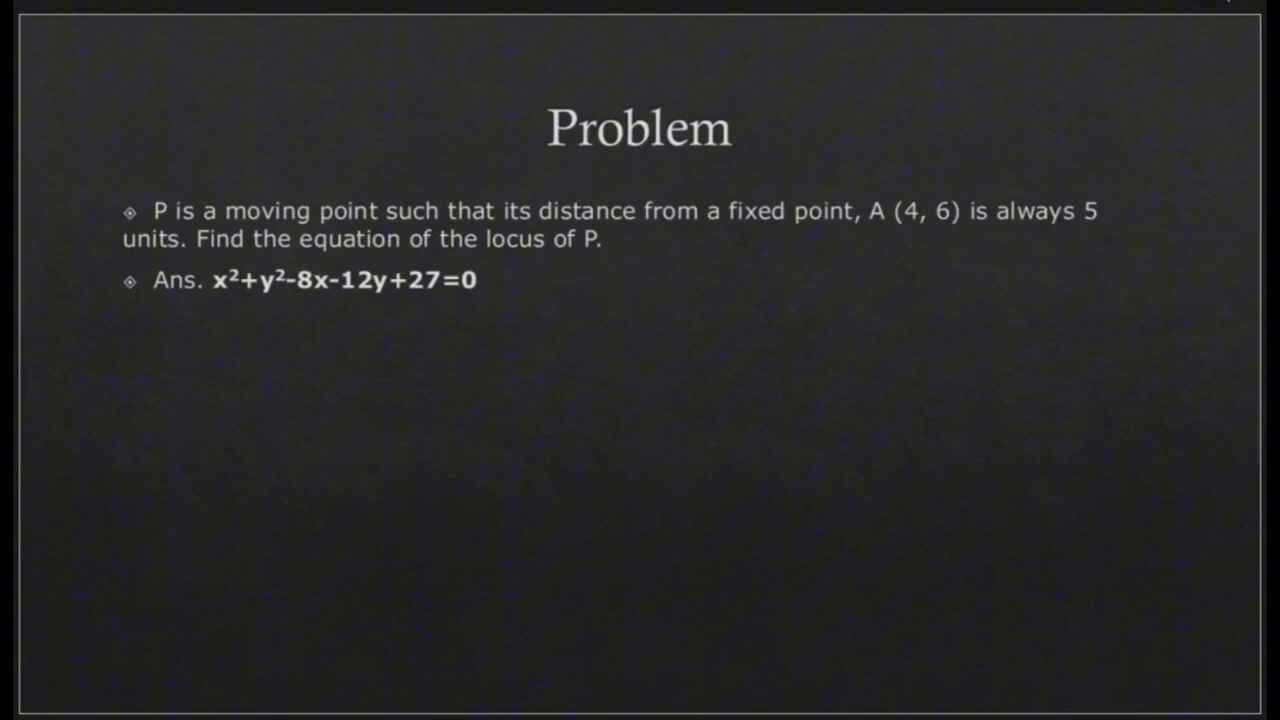 Problem
P is a moving point such that its distance from a fixed point, A (4, 6) is always 5
units. Find the equation of the locus of P.
Ans. x²+y²-8x-12y+27=0